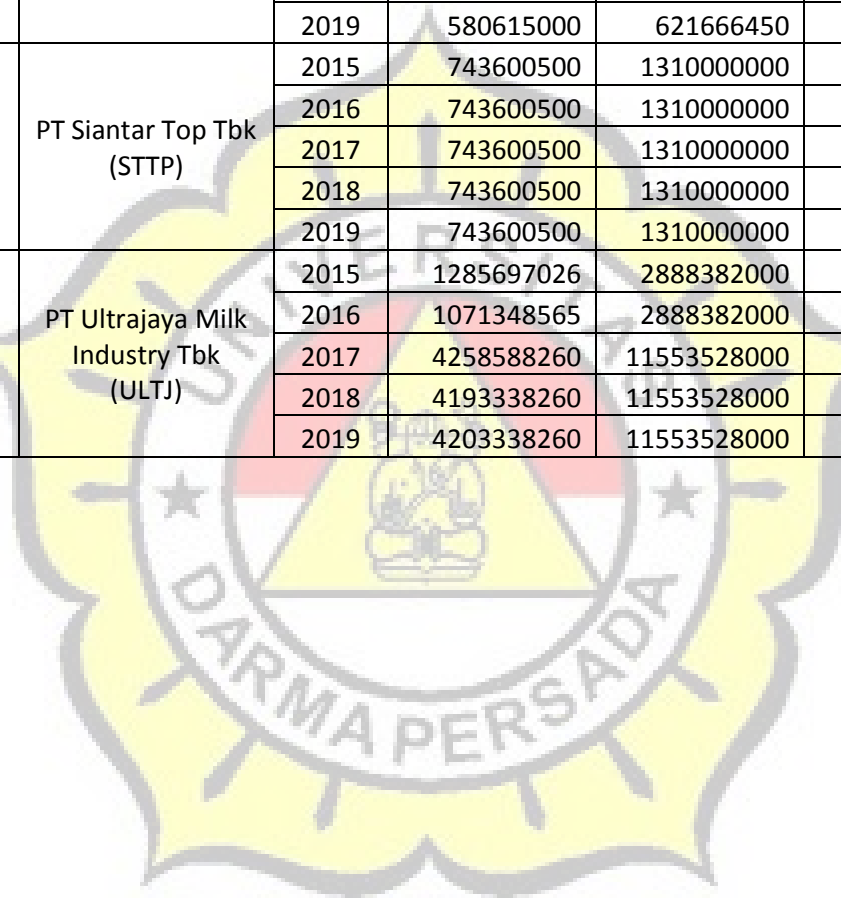 2019 580615000 621666450
PT Siantar Top Tbk
(STTP)
2015 743600500 1310000000
2016 743600500 1310000000
2017 743600500 1310000000
2018 743600500 1310000000
2019 743600500 1310000000
PT Ultrajaya Milk
Industry Tbk
(ULTJ)
2015 1285697026 2888382000
2016 1071348565 2888382000
2017 4258588260 11553528000
2018 4193338260 11553528000
2019 4203338260 11553528000
UNIVERSITAS
DARMA PERSADA